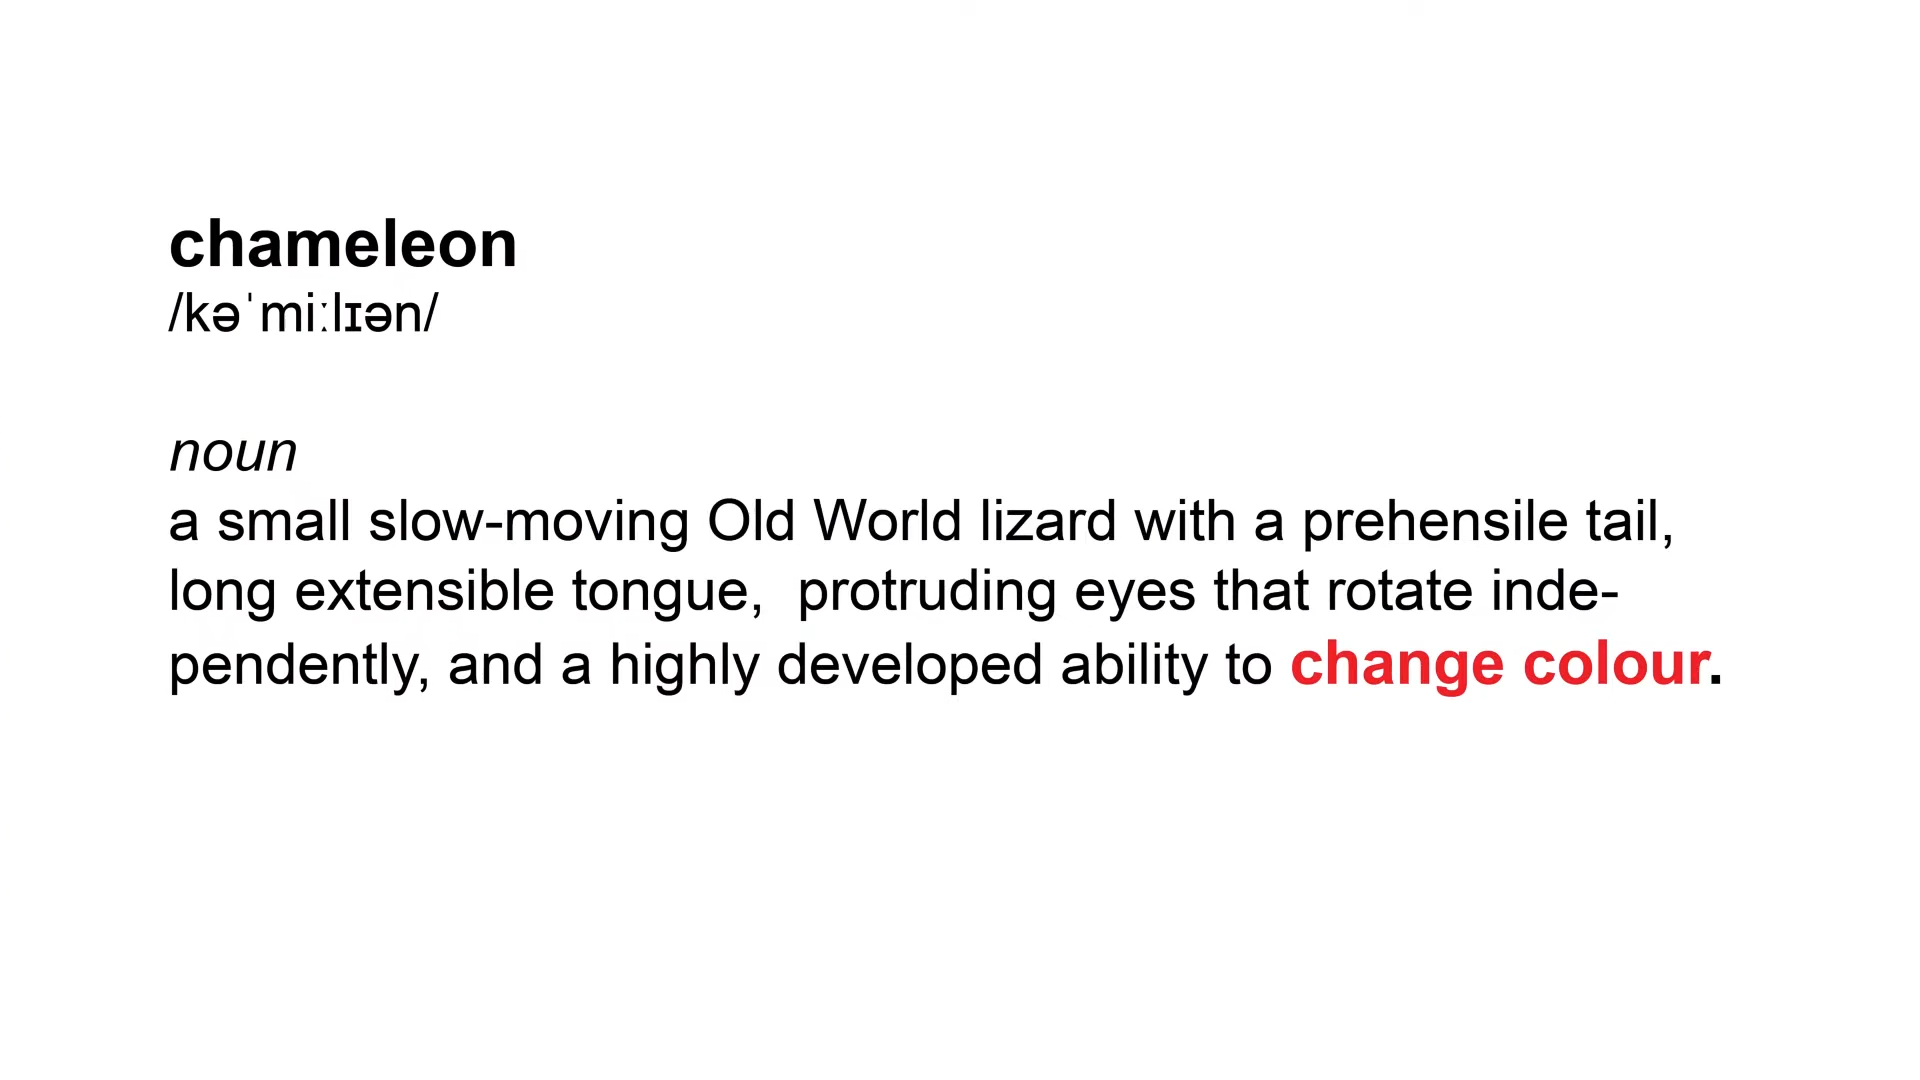 chameleon
/kəˈmiːlɪən/
noun
a small slow-moving Old World lizard with a prehensile tail,
long extensible tongue,  protruding eyes that rotate inde-
pendently, and a highly developed ability to change colour.